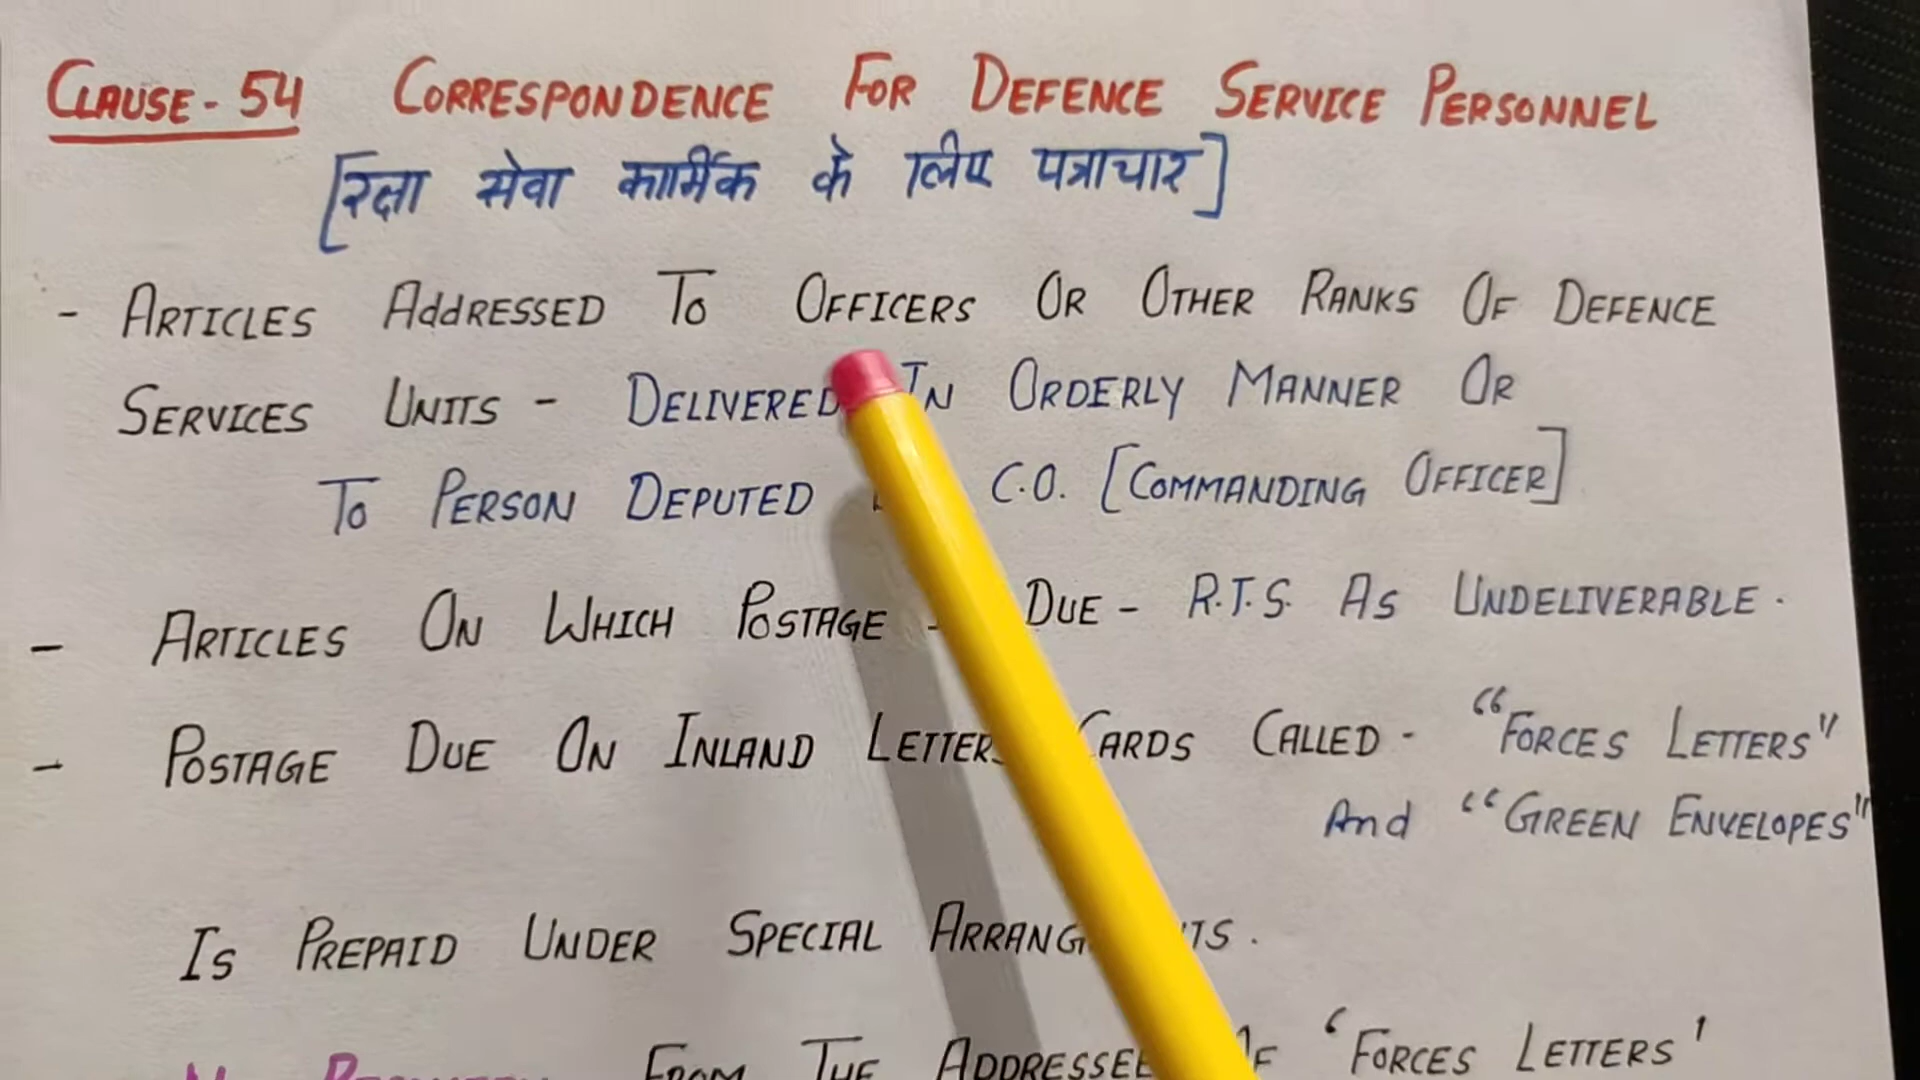 CLAUSE - 54 CORRESPONDENCE FOR DEFENCE SERVICE PERSONNEL
[रक्षा सेवा कार्मिक के लिए पत्राचार]
- ARTICLES ADDRESSED TO OFFICERS OR OTHER RANKS OF DEFENCE
SERVICES UNITS - DELIVERED IN ORDERLY MANNER OR
TO PERSON DEPUTED C.O. [COMMANDING OFFICER]
- ARTICLES ON WHICH POSTAGE DUE - R.T.S. AS UNDELIVERABLE.
- POSTAGE DUE ON INLAND LETTER CARDS CALLED - "FORCES LETTERS"
And "GREEN ENVELOPES"
IS PREPAID UNDER SPECIAL ARRANGEMENTS.
FROM THE ADDRESSEE OF 'FORCES LETTERS'